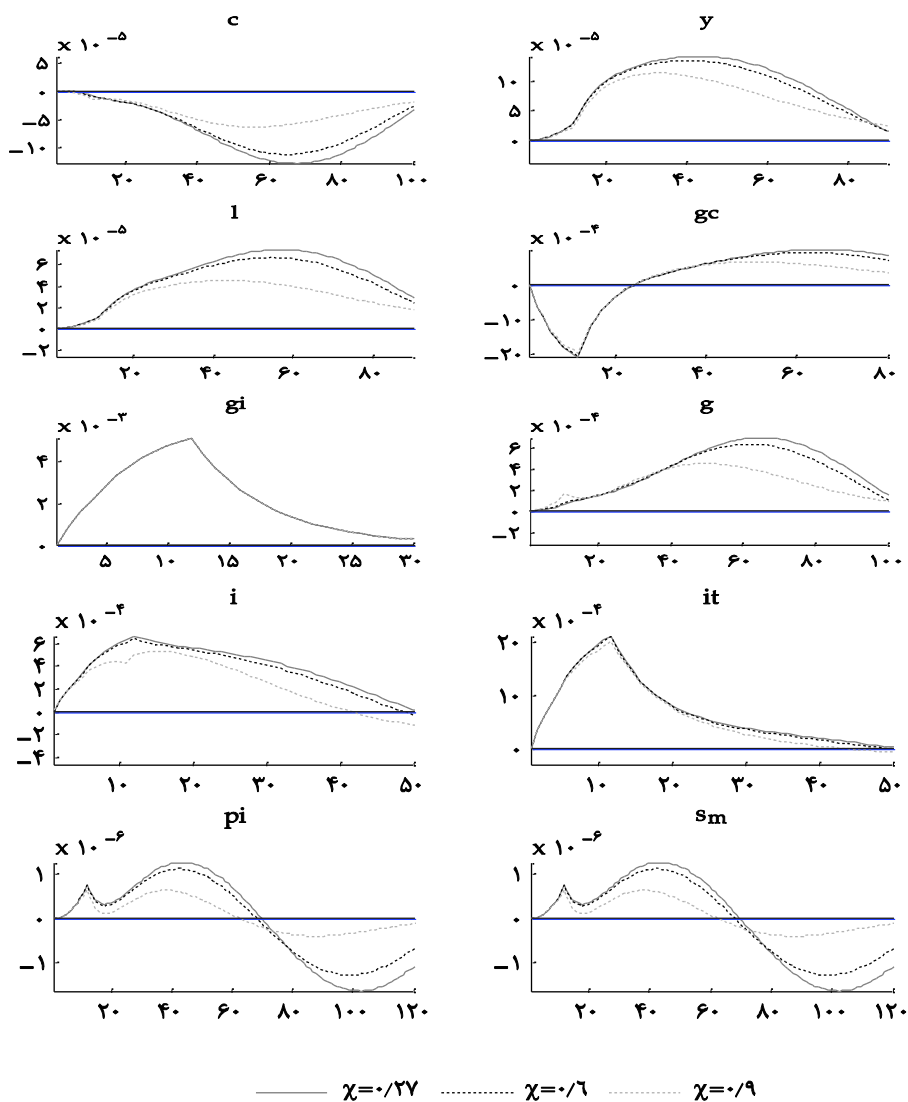 c
x ۱۰ −۵
۵
۰
−۵
−۱۰
۲۰ ۴۰ ۶۰ ۸۰ ۱۰۰
y
x ۱۰ −۵
۱۰
۵
۰
۲۰ ۴۰ ۶۰ ۸۰
l
x ۱۰ −۵
۶
۴
۲
۰
−۲
۲۰ ۴۰ ۶۰ ۸۰
gc
x ۱۰ −۴
۰
−۱۰
−۲۰
۲۰ ۴۰ ۶۰ ۸۰
gi
x ۱۰ −۳
۴
۲
۰
۵ ۱۰ ۱۵ ۲۰ ۲۵ ۳۰
g
x ۱۰ −۴
۶
۴
۲
۰
−۲
۲۰ ۴۰ ۶۰ ۸۰ ۱۰۰
i
x ۱۰ −۴
۶
۴
۲
۰
−۲
−۴
۱۰ ۲۰ ۳۰ ۴۰ ۵۰
it
x ۱۰ −۴
۲۰
۱۰
۰
۱۰ ۲۰ ۳۰ ۴۰ ۵۰
pi
x ۱۰ −۶
۱
۰
−۱
۲۰ ۴۰ ۶۰ ۸۰ ۱۰۰ ۱۲۰
sm
x ۱۰ −۶
۱
۰
−۱
۲۰ ۴۰ ۶۰ ۸۰ ۱۰۰ ۱۲۰
χ=۰/۲۷ χ=۰/٦ χ=۰/۹